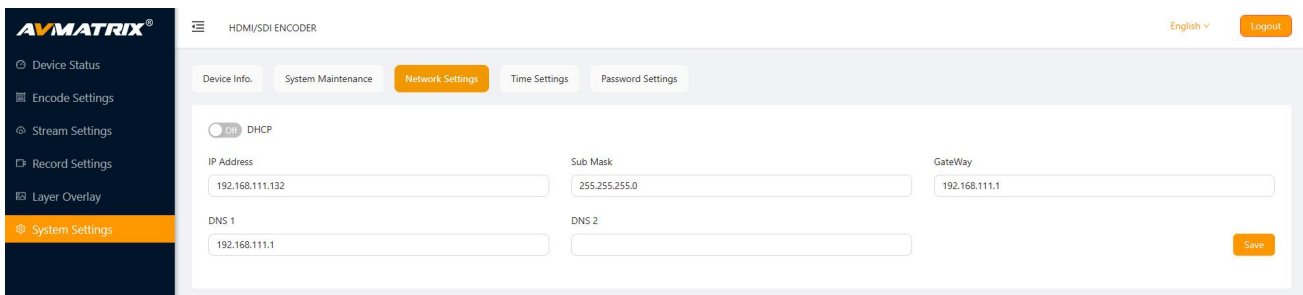 AVMATRIX®
HDMI/SDI ENCODER
English
Logout
Device Status
Encode Settings
Stream Settings
Record Settings
Layer Overlay
System Settings
Device Info. System Maintenance Network Settings Time Settings Password Settings
Off DHCP
IP Address Sub Mask GateWay
192.168.111.132 255.255.255.0 192.168.111.1
DNS 1 DNS 2
192.168.111.1
Save